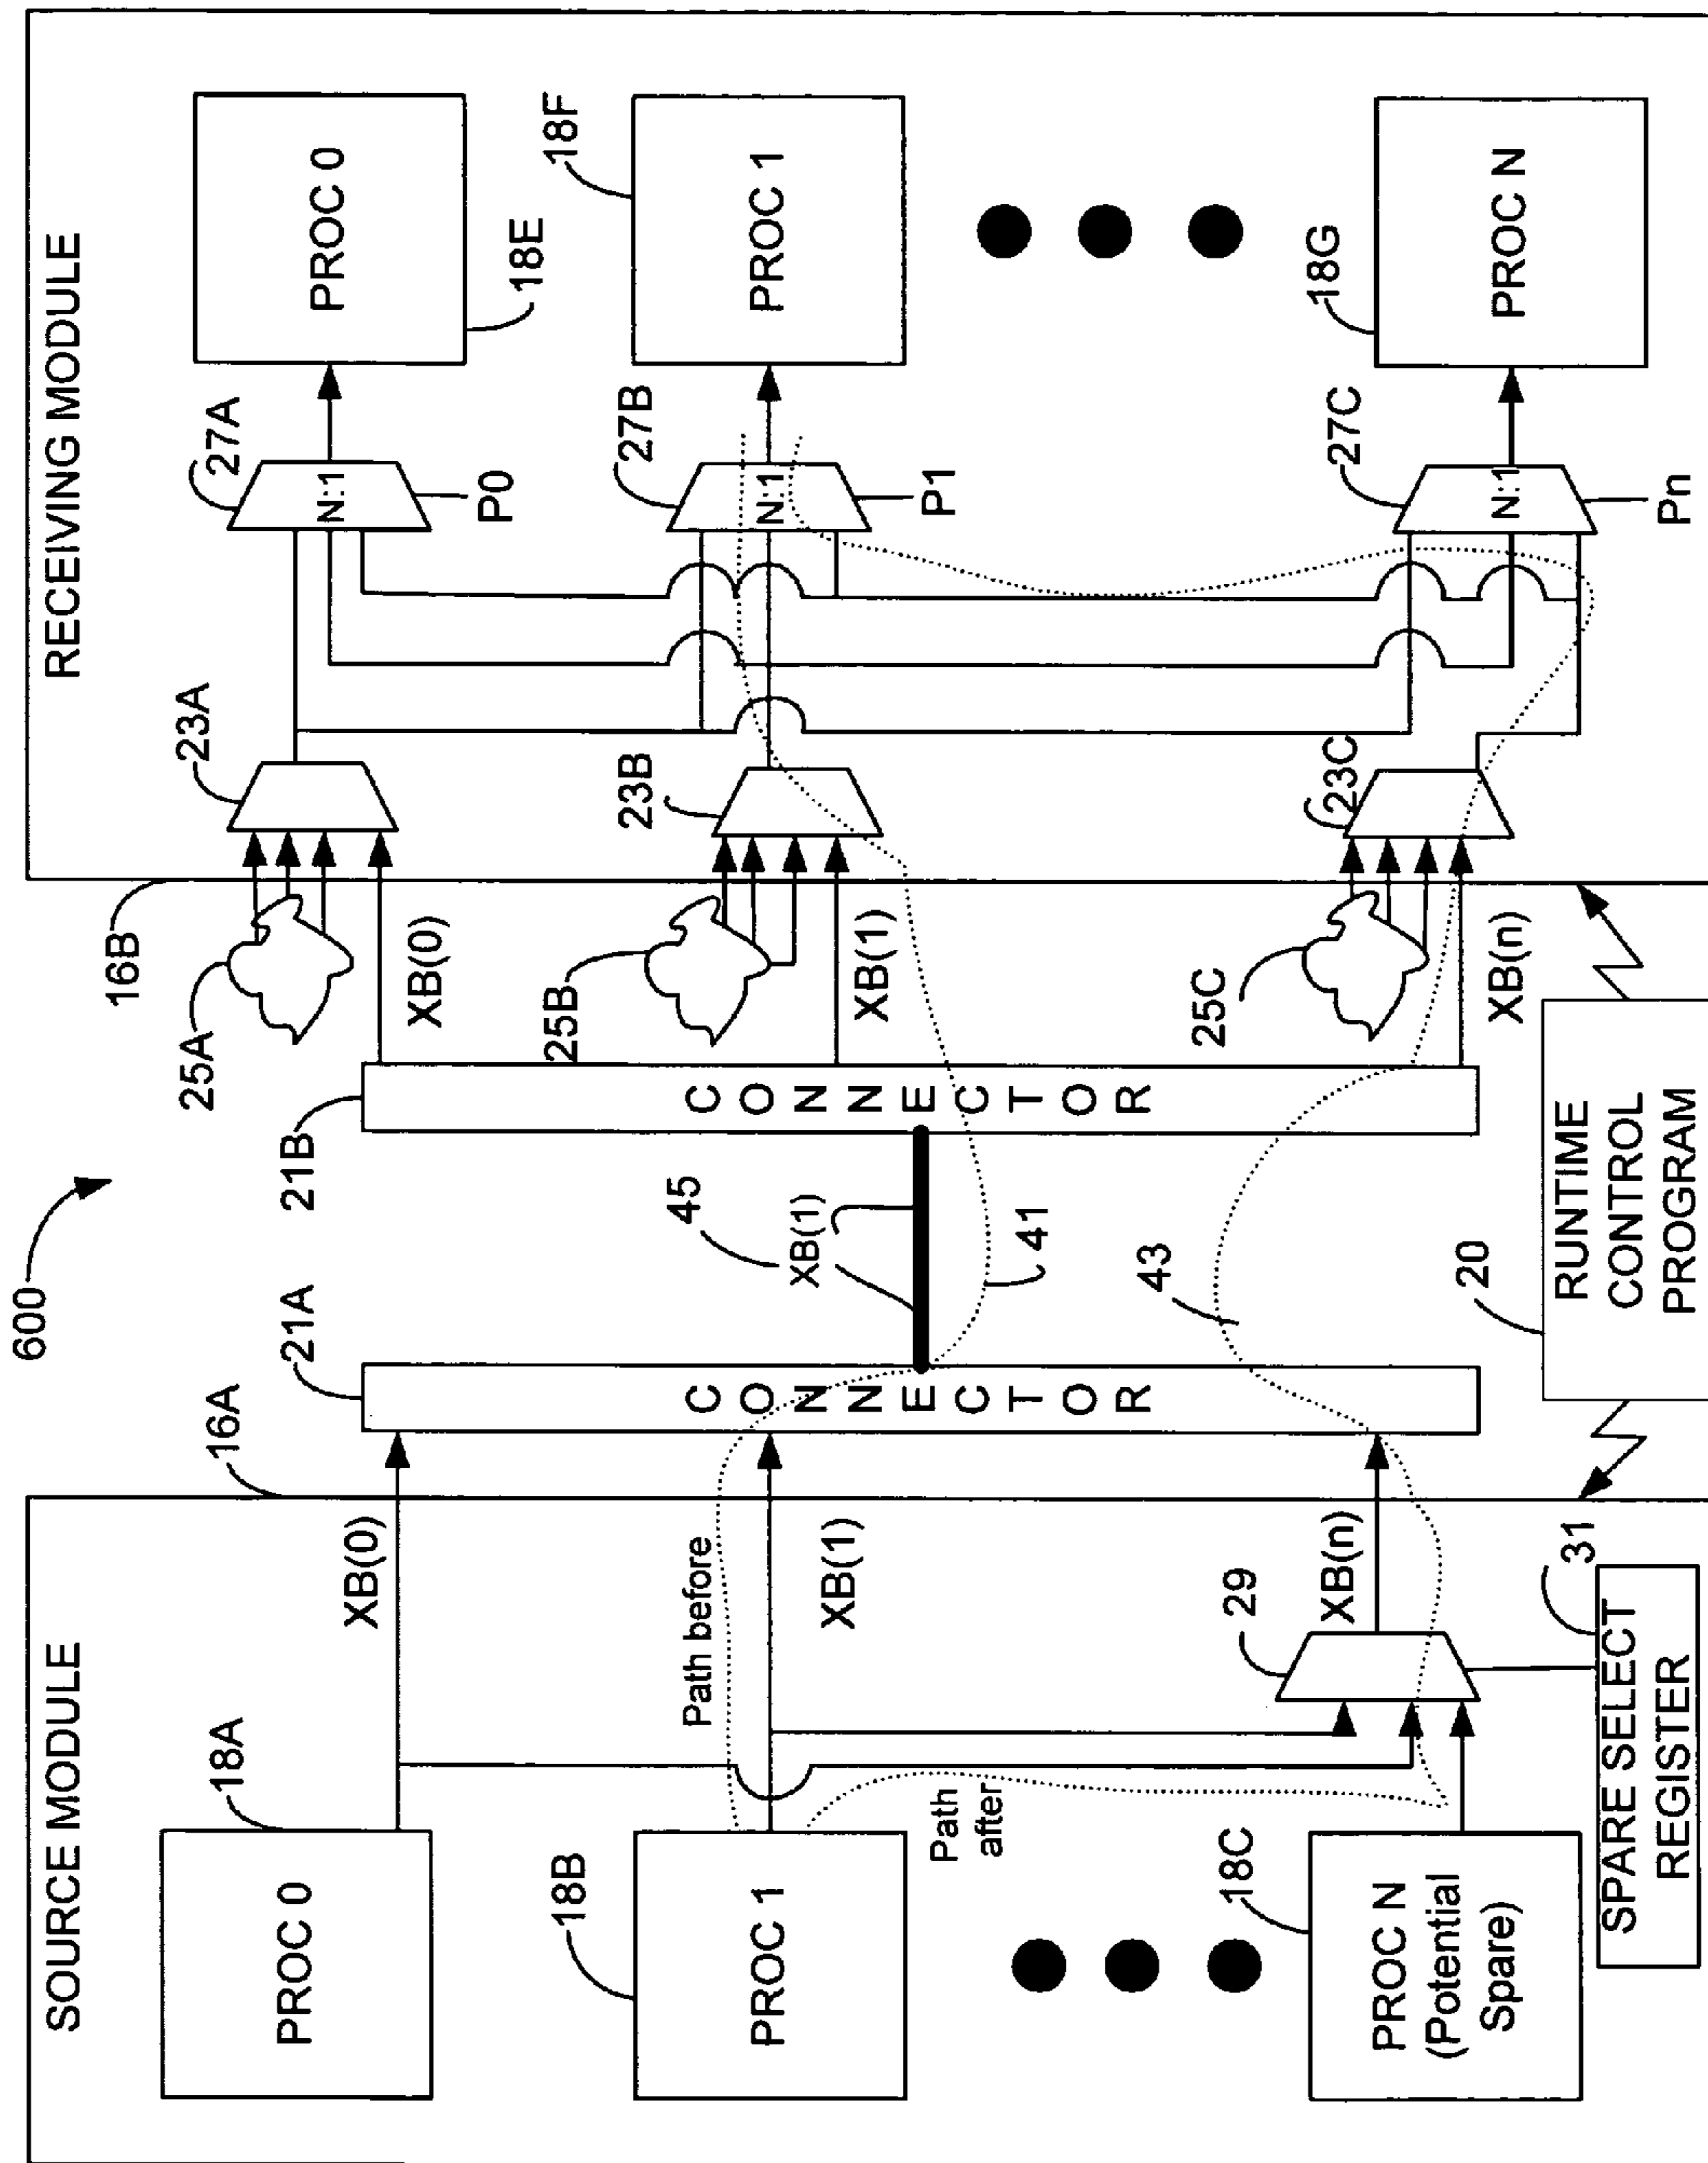 600
SOURCE MODULE
16A
PROC 0
18A
XB(0)
PROC 1
18B
Path before
XB(1)
Path
after
PROC N
(Potential
Spare)
18C
29
XB(n)
31
SPARE SELECT
REGISTER
21A
CONNECTOR
45
XB(1)
41
43
21B
CONNECTOR
20
RUNTIME
CONTROL
PROGRAM
RECEIVING MODULE
16B
25A
XB(0)
23A
27A
N:1
P0
PROC 0
18E
25B
XB(1)
23B
27B
N:1
P1
PROC 1
18F
25C
XB(n)
23C
27C
N:1
Pn
PROC N
18G